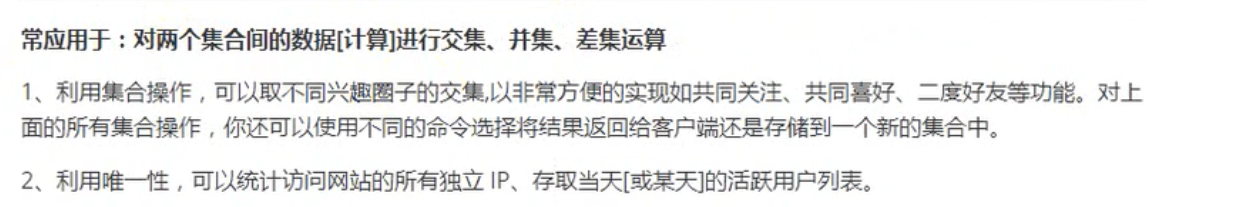 常应用于：对两个集合间的数据[计算]进行交集、并集、差集运算
1、利用集合操作，可以取不同兴趣圈子的交集,以非常方便的实现如共同关注、共同喜好、二度好友等功能。对上
面的所有集合操作，你还可以使用不同的命令选择将结果返回给客户端还是存储到一个新的集合中。
2、利用唯一性，可以统计访问网站的所有独立 IP、存取当天[或某天]的活跃用户列表。